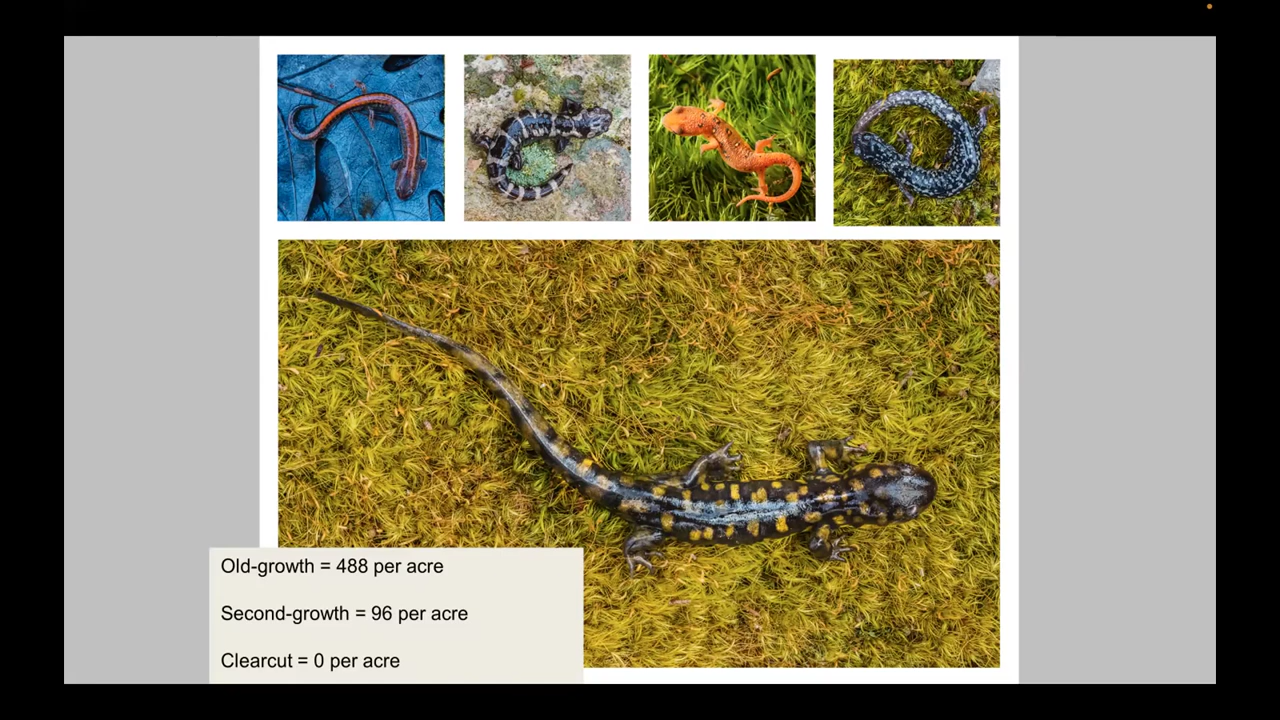 Old-growth = 488 per acre
Second-growth = 96 per acre
Clearcut = 0 per acre